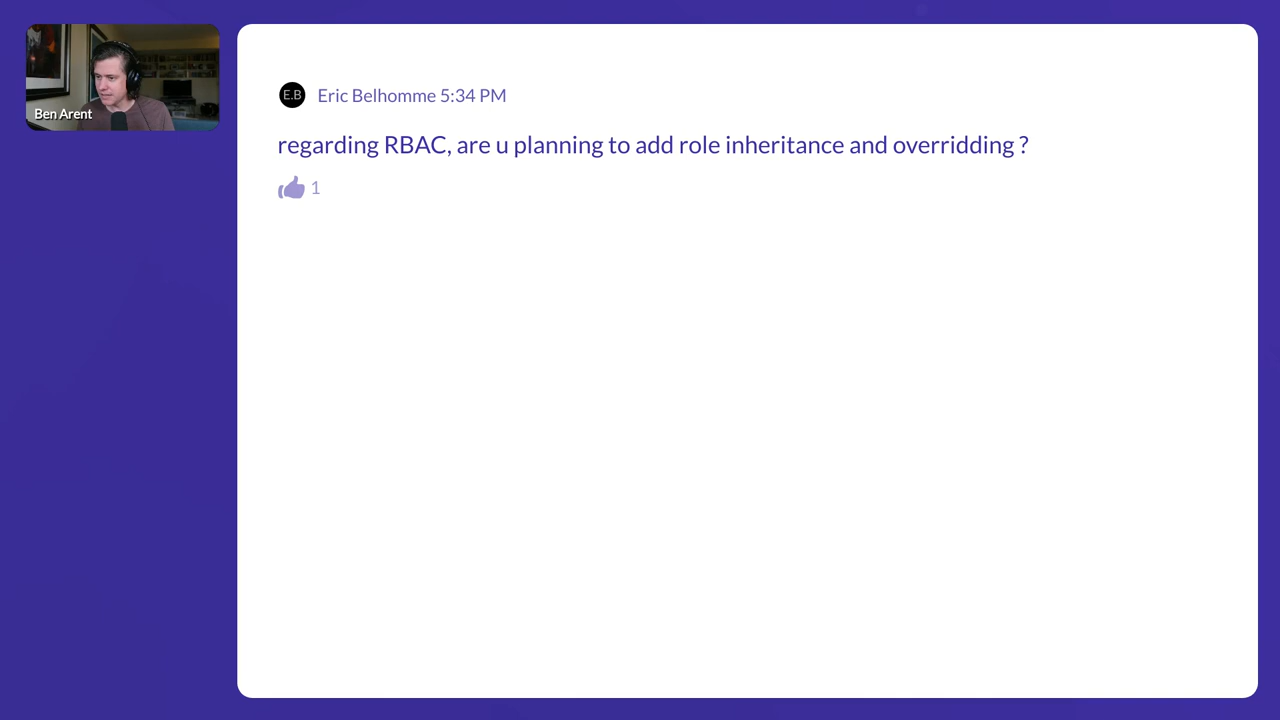 Ben Arent
E.B
Eric Belhomme 5:34 PM
regarding RBAC, are u planning to add role inheritance and overridding ?
1